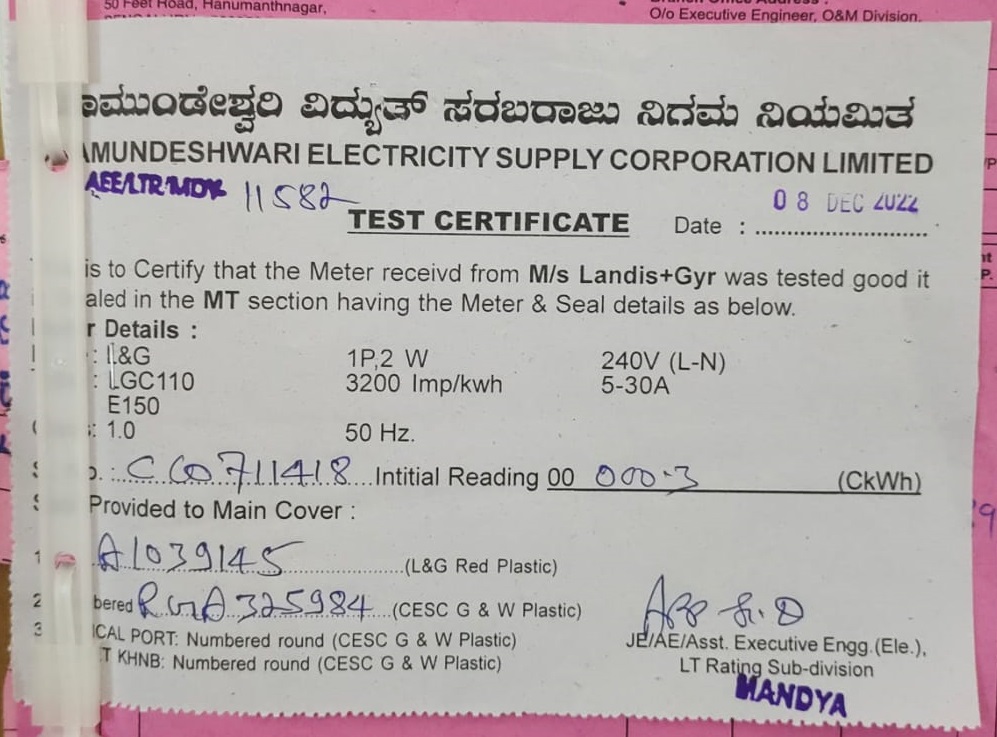 50 Feet Road, Hanumanthnagar,
O/o Executive Engineer, O&M Division.
ಾಮುಂಡೇಶ್ವರಿ ವಿದ್ಯುತ್ ಸರಬರಾಜು ನಿಗಮ ನಿಯಮಿತ
AMUNDESHWARI ELECTRICITY SUPPLY CORPORATION LIMITED
AEE/LTR/MDY 11582
TEST CERTIFICATE
Date : 08 DEC 2022
is to Certify that the Meter receivd from M/s Landis+Gyr was tested good it
aled in the MT section having the Meter & Seal details as below.
r Details :
: L&G 1P,2 W 240V (L-N)
: LGC110 3200 Imp/kwh 5-30A
E150
: 1.0 50 Hz.
o. : CC0711418 Intitial Reading 00 000.3 (CkWh)
Provided to Main Cover :
1 A1039145 (L&G Red Plastic)
2 bered 325984 (CESC G & W Plastic)
3 ICAL PORT: Numbered round (CESC G & W Plastic)
T KHNB: Numbered round (CESC G & W Plastic)
JE/AE/Asst. Executive Engg.(Ele.),
LT Rating Sub-division
MANDYA